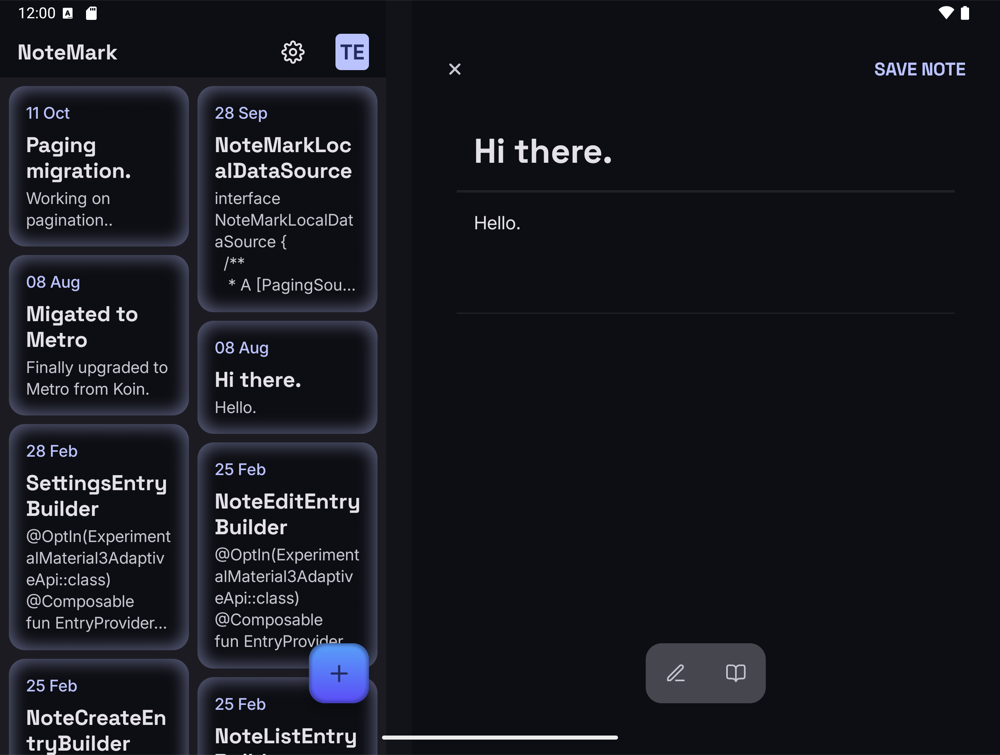 12:00
NoteMark
TE
11 Oct
Paging
migration.
Working on
pagination..
08 Aug
Migated to
Metro
Finally upgraded to
Metro from Koin.
28 Feb
SettingsEntry
Builder
@OptIn(Experiment
alMaterial3Adaptiv
eApi::class)
@Composable
fun EntryProvider...
25 Feb
NoteCreateEn
tryBuilder
28 Sep
NoteMarkLoc
alDataSource
interface
NoteMarkLocalDat
aSource {
/**
* A [PagingSou...
08 Aug
Hi there.
Hello.
25 Feb
NoteEditEntry
Builder
@OptIn(Experiment
alMaterial3Adaptiv
eApi::class)
@Composable
fun EntryProvider
25 Feb
NoteListEntry
SAVE NOTE
Hi there.
Hello.